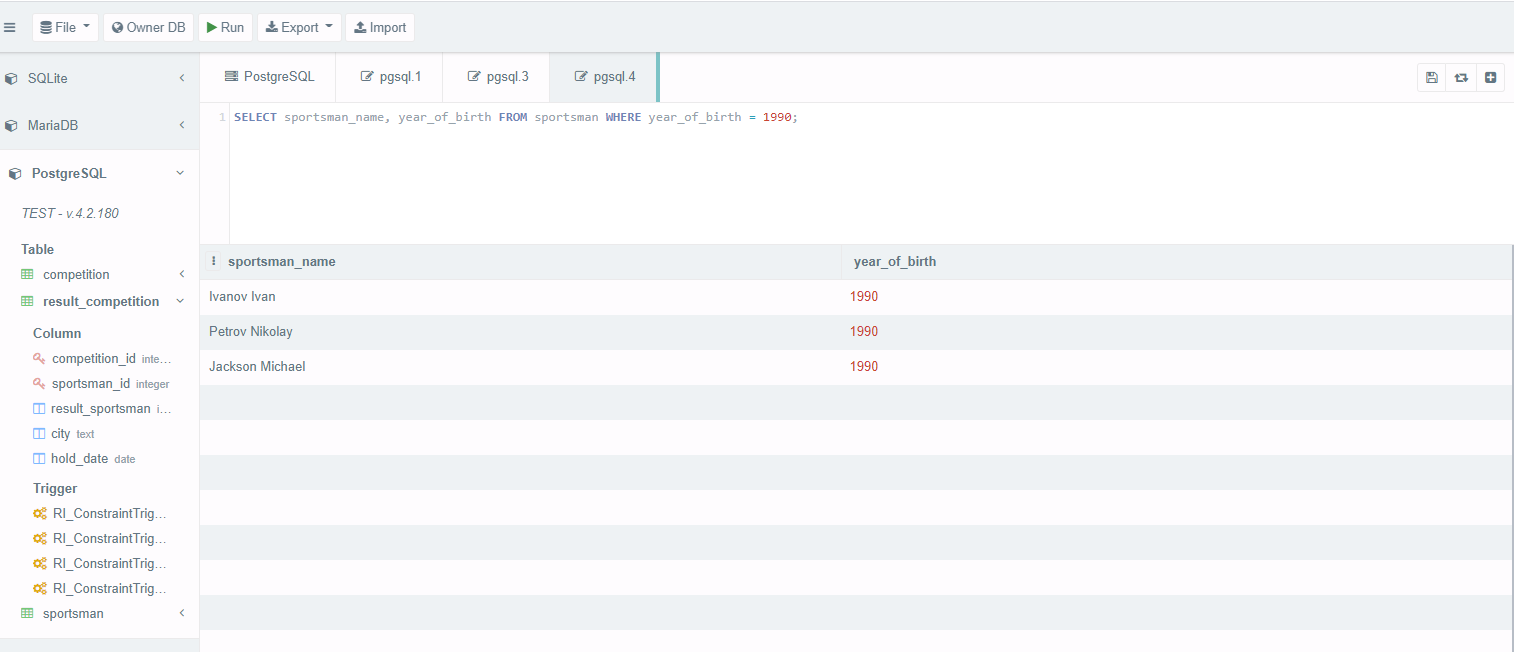 File Owner DB Run Export Import
SQLite
MariaDB
PostgreSQL
TEST - v.4.2.180
Table
competition
result_competition
Column
competition_id inte...
sportsman_id integer
result_sportsman i...
city text
hold_date date
Trigger
RI_ConstraintTrig...
RI_ConstraintTrig...
RI_ConstraintTrig...
RI_ConstraintTrig...
sportsman
PostgreSQL pgsql.1 pgsql.3 pgsql.4
1 SELECT sportsman_name, year_of_birth FROM sportsman WHERE year_of_birth = 1990;
sportsman_name year_of_birth
Ivanov Ivan 1990
Petrov Nikolay 1990
Jackson Michael 1990